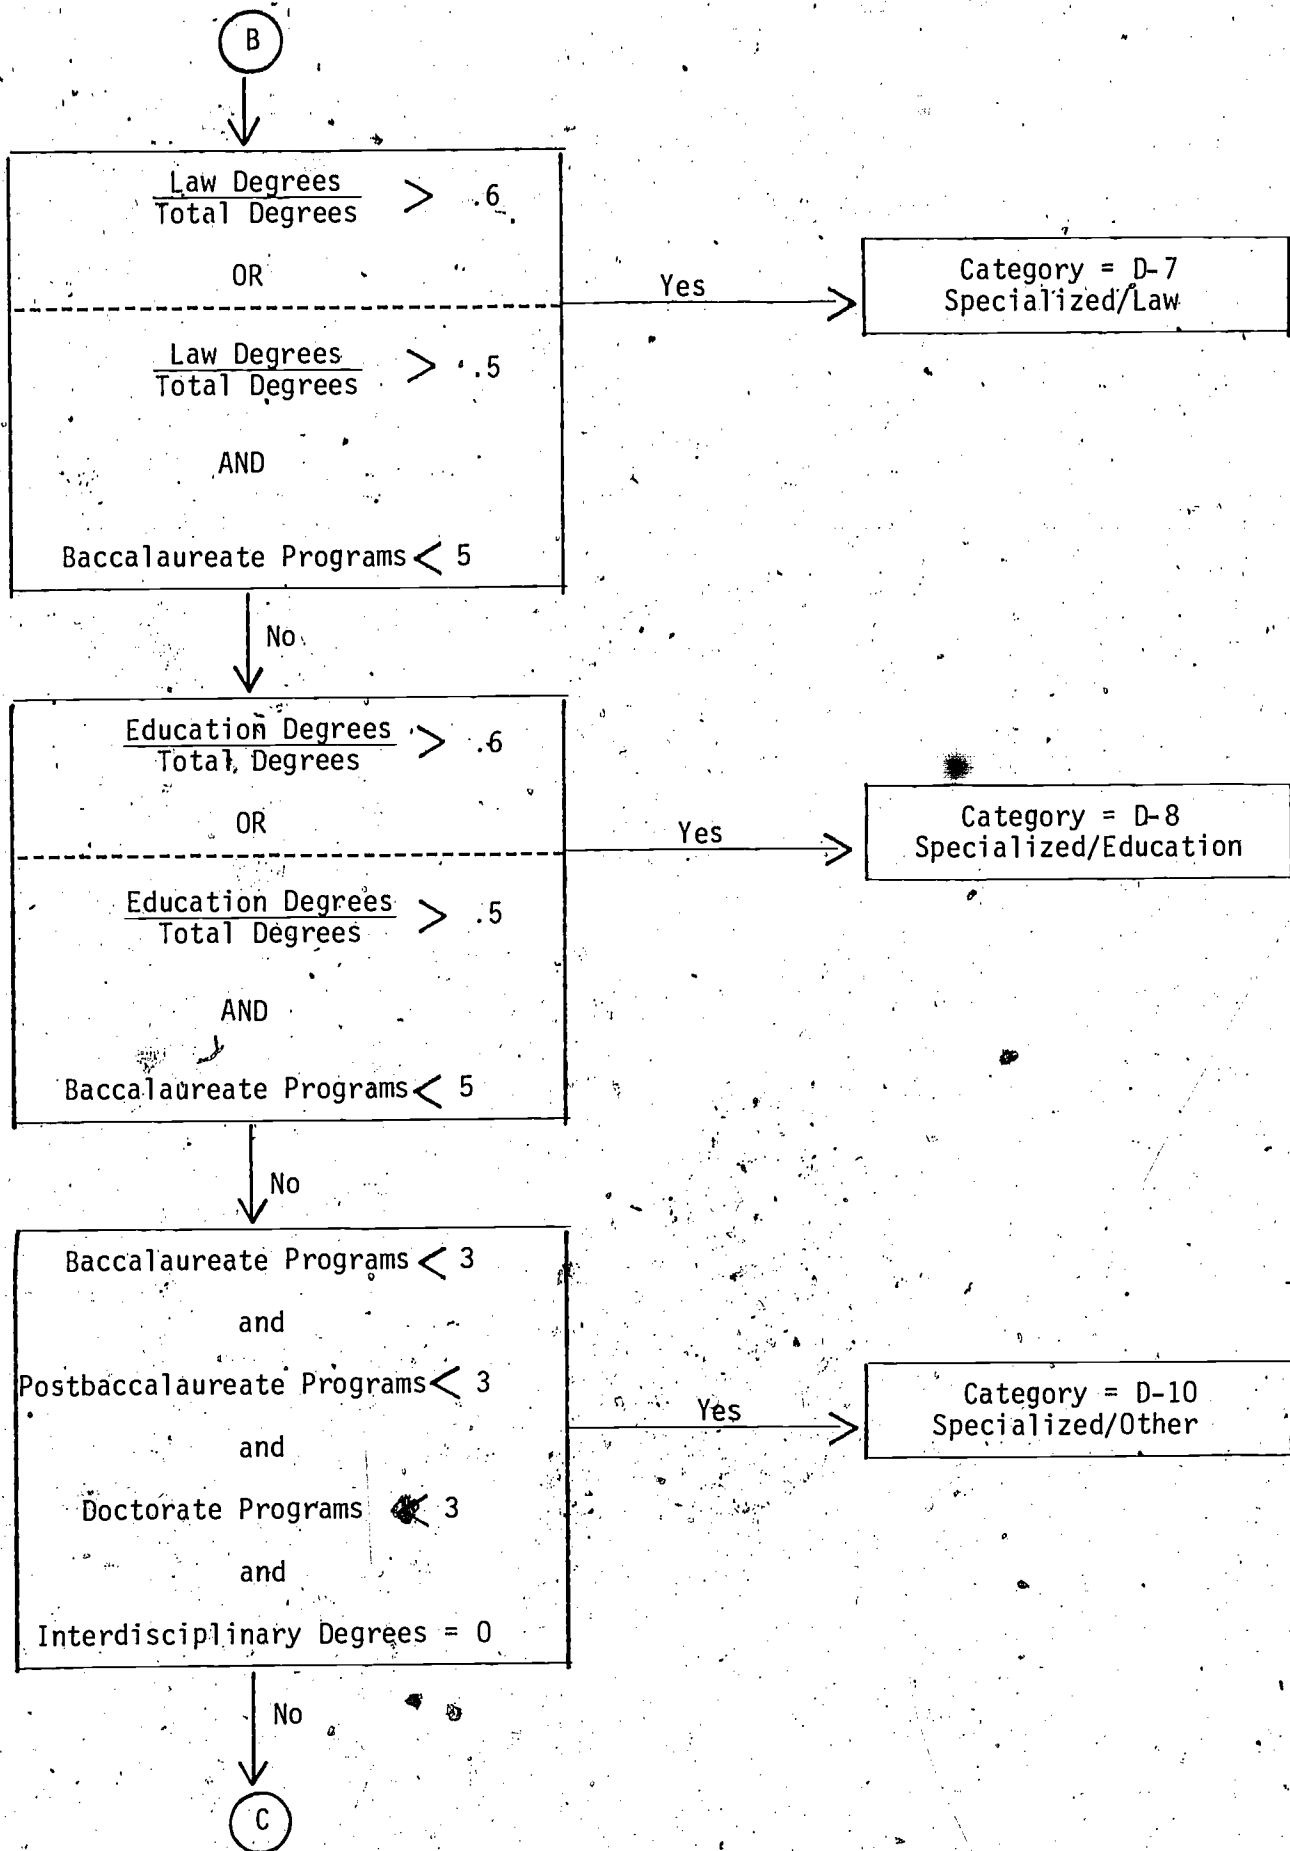 B
Law Degrees
Total Degrees
> .6
OR
Yes
Category = D-7
Specialized/Law
Law Degrees
Total Degrees
> .5
AND
Baccalaureate Programs < 5
No
Education Degrees
Total Degrees
> .6
OR
Yes
Category = D-8
Specialized/Education
Education Degrees
Total Degrees
> .5
AND
Baccalaureate Programs < 5
No
Baccalaureate Programs < 3
and
Postbaccalaureate Programs < 3
and
Yes
Category = D-10
Specialized/Other
Doctorate Programs < 3
and
Interdisciplinary Degrees = 0
No
C